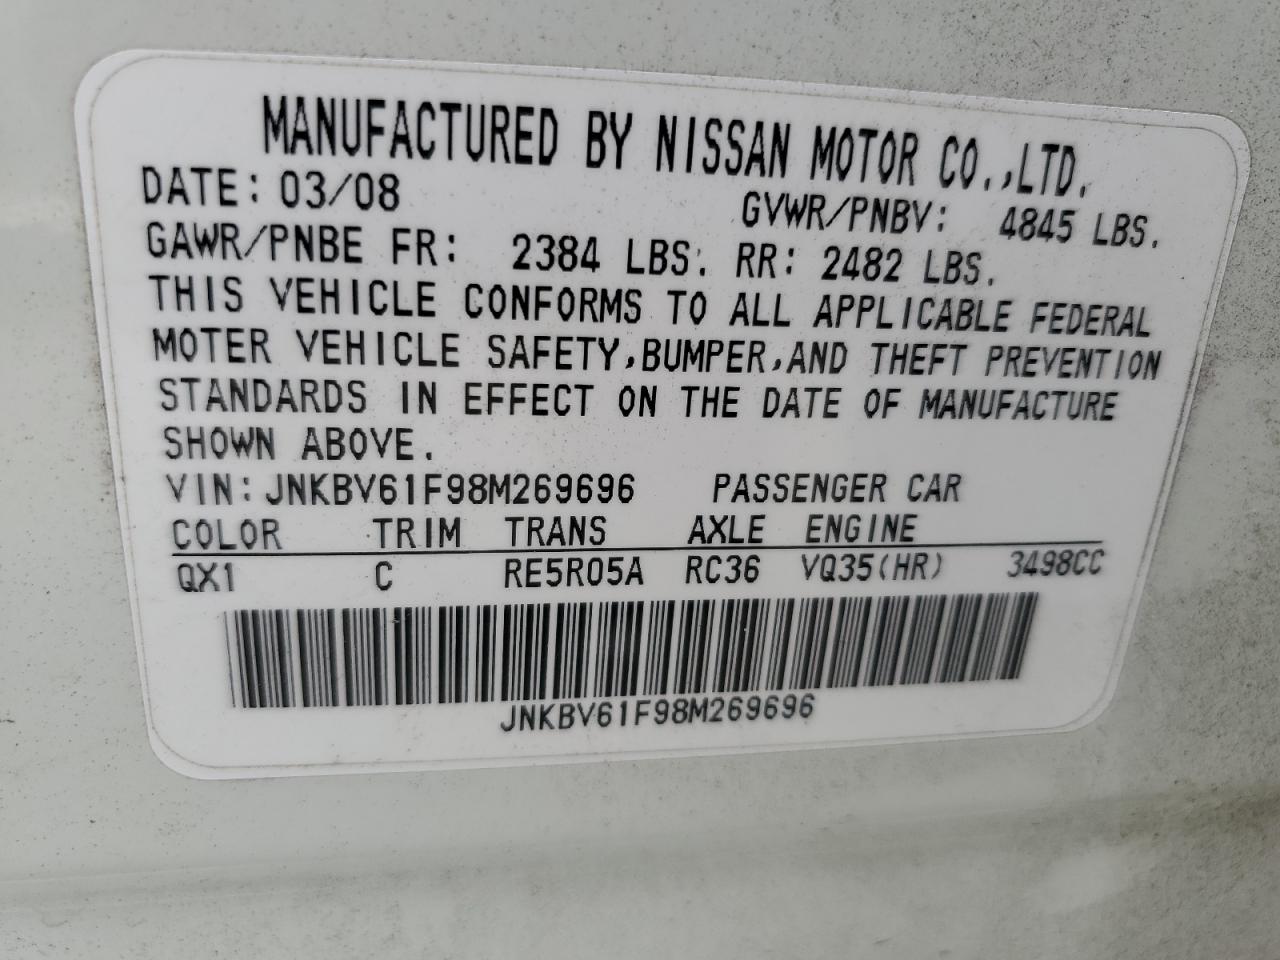 MANUFACTURED BY NISSAN MOTOR CO.,LTD.
DATE: 03/08 GVWR/PNBV: 4845 LBS.
GAWR/PNBE FR: 2384 LBS. RR: 2482 LBS.
THIS VEHICLE CONFORMS TO ALL APPLICABLE FEDERAL
MOTER VEHICLE SAFETY,BUMPER,AND THEFT PREVENTION
STANDARDS IN EFFECT ON THE DATE OF MANUFACTURE
SHOWN ABOVE.
VIN: JNKBV61F98M269696 PASSENGER CAR
COLOR TRIM TRANS AXLE ENGINE
QX1 C RE5R05A RC36 VQ35(HR) 3498CC
JNKBV61F98M269696